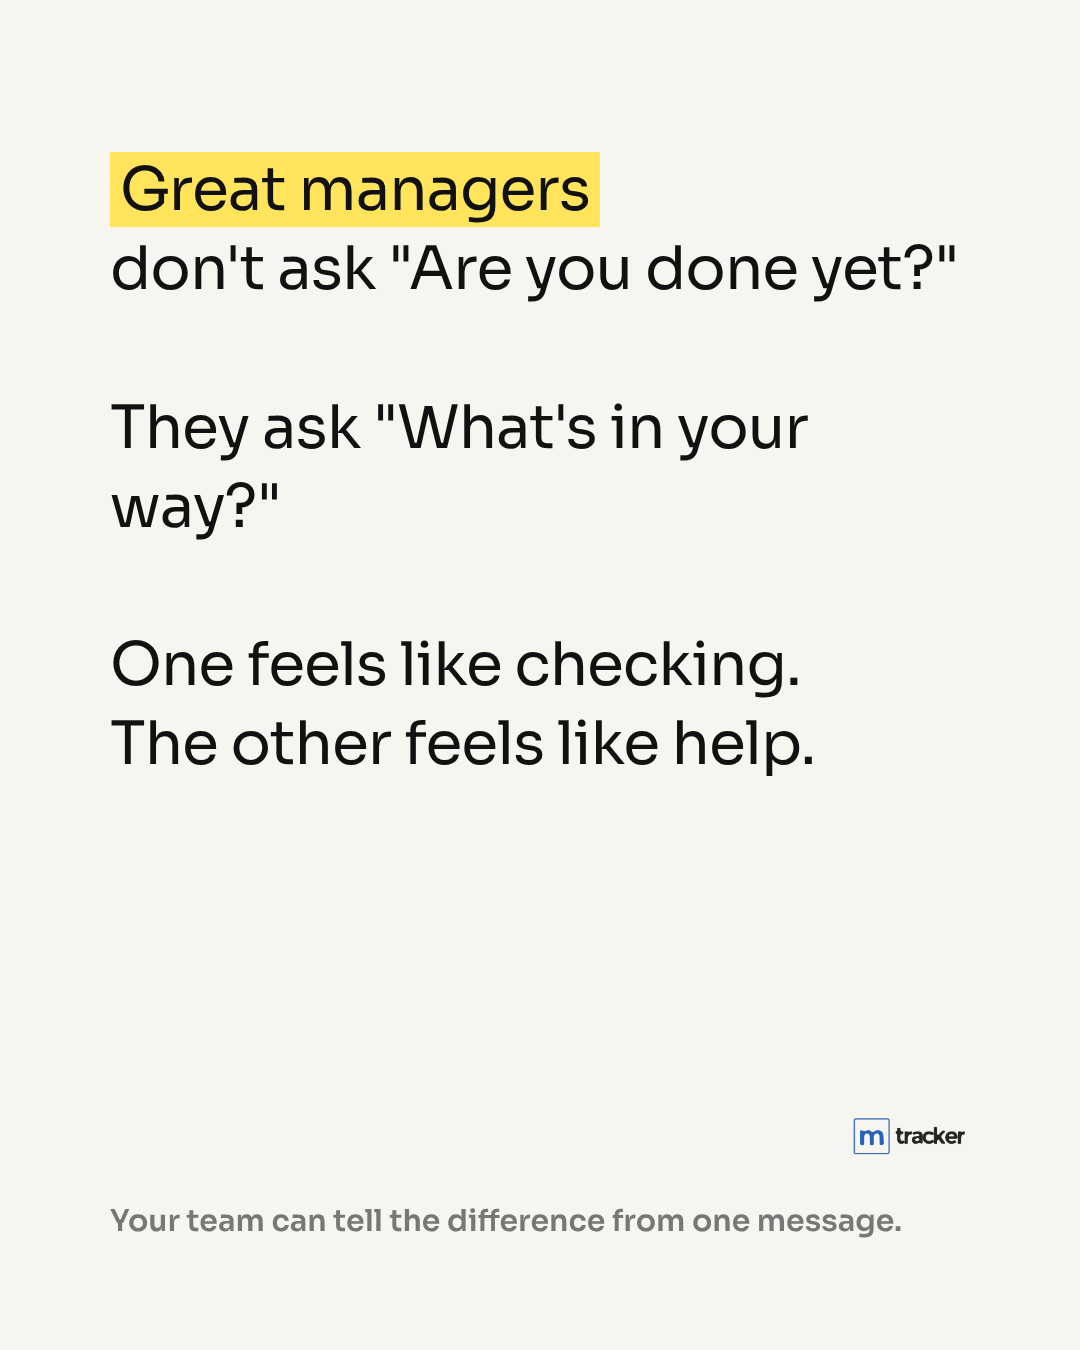 Great managers
don't ask "Are you done yet?"
They ask "What's in your
way?"
One feels like checking.
The other feels like help.
m tracker
Your team can tell the difference from one message.